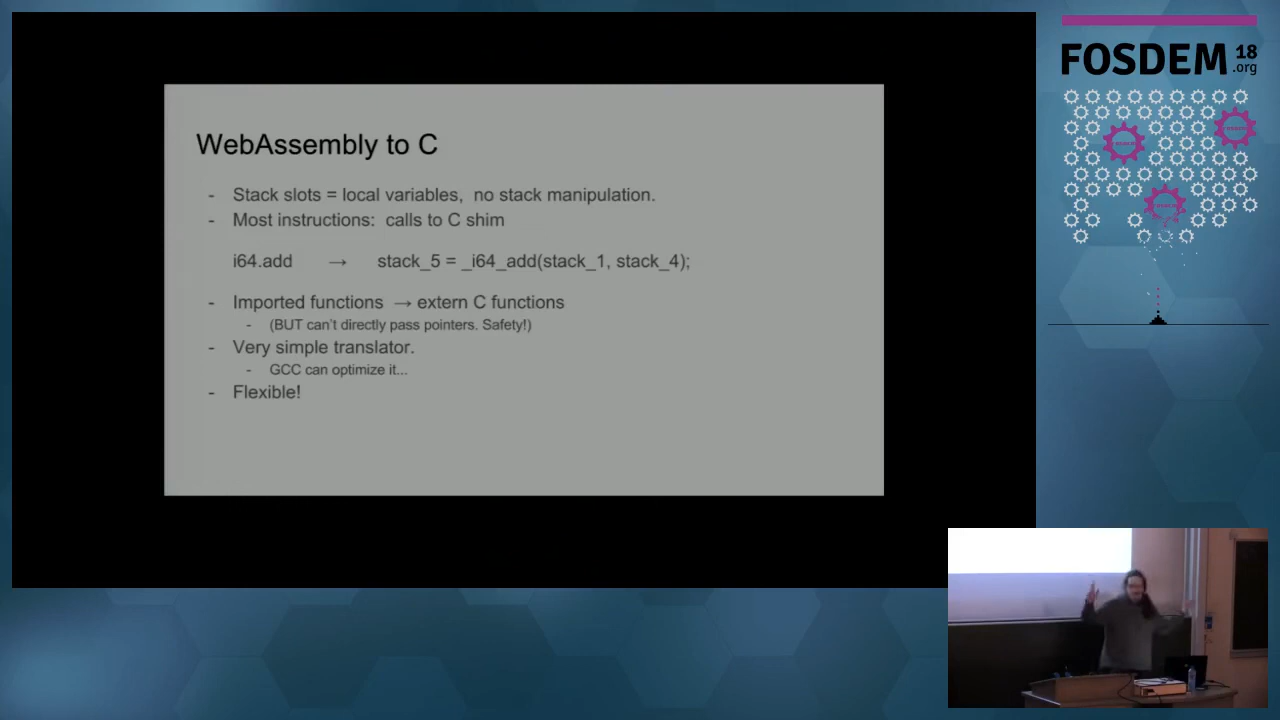 WebAssembly to C
- Stack slots = local variables, no stack manipulation.
- Most instructions: calls to C shim
i64.add → stack_5 = _i64_add(stack_1, stack_4);
- Imported functions → extern C functions
- (BUT can't directly pass pointers. Safety!)
- Very simple translator.
- GCC can optimize it...
- Flexible!
FOSDEM 18
.org